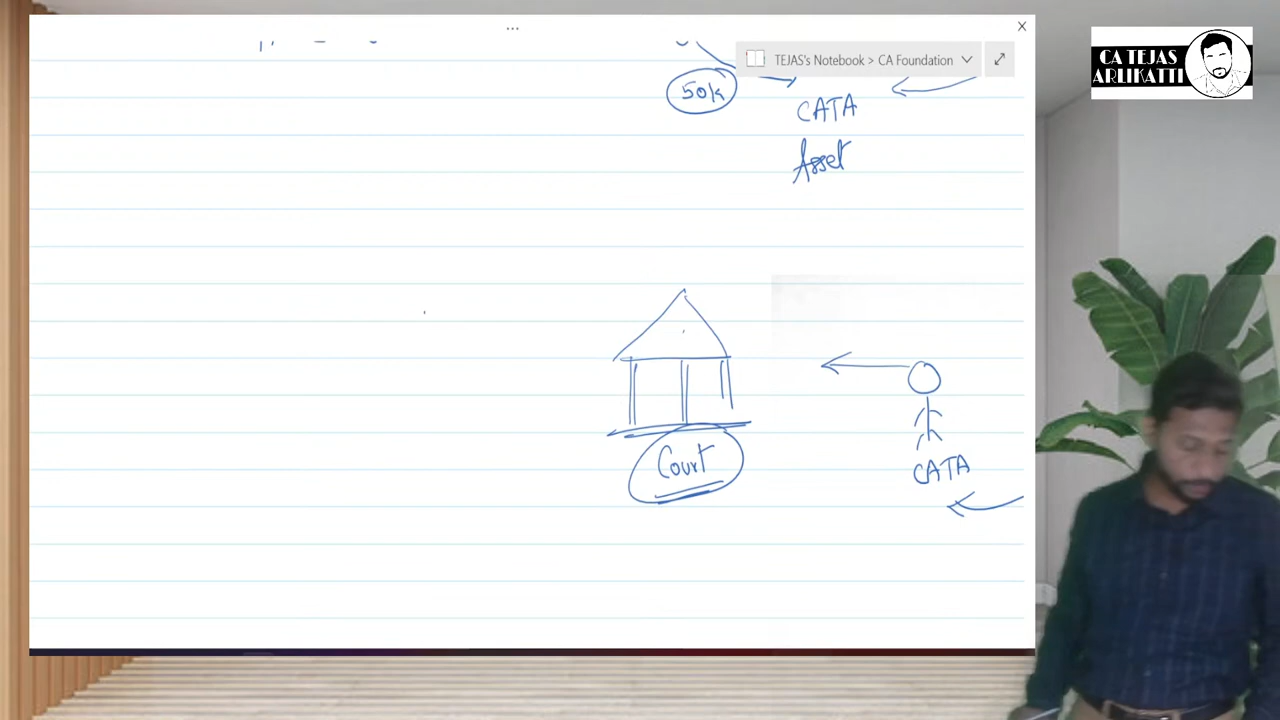 ...
x
TEJAS's Notebook > CA Foundation
CA TEJAS
ARLIKATTI
50k
CATA
Asset
Court
CATA